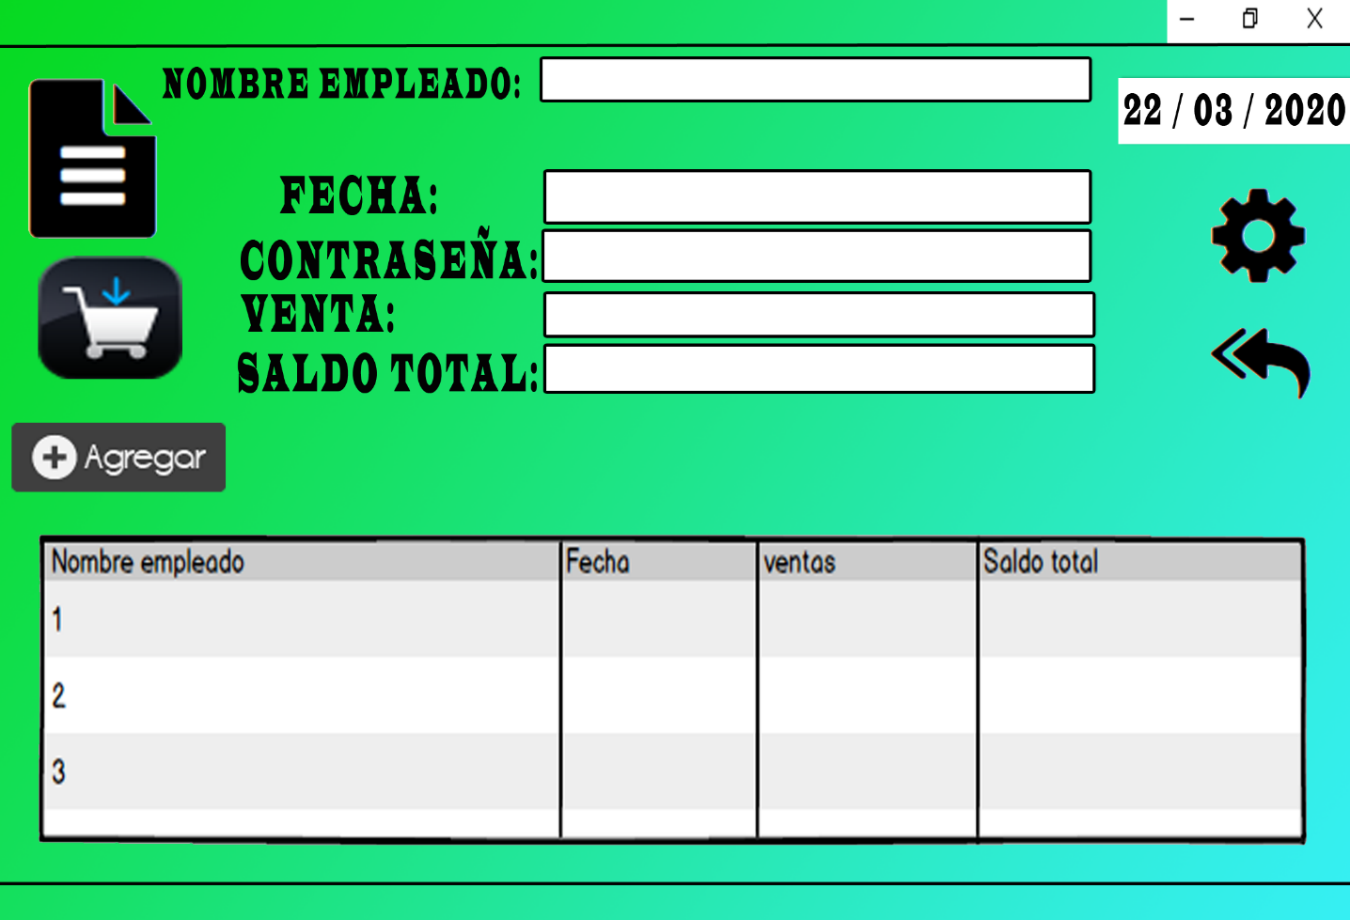 NOMBRE EMPLEADO:
22 / 03 / 2020
FECHA:
CONTRASEÑA:
VENTA:
SALDO TOTAL:
Agregar
Nombre empleado Fecha ventas Saldo total
1
2
3